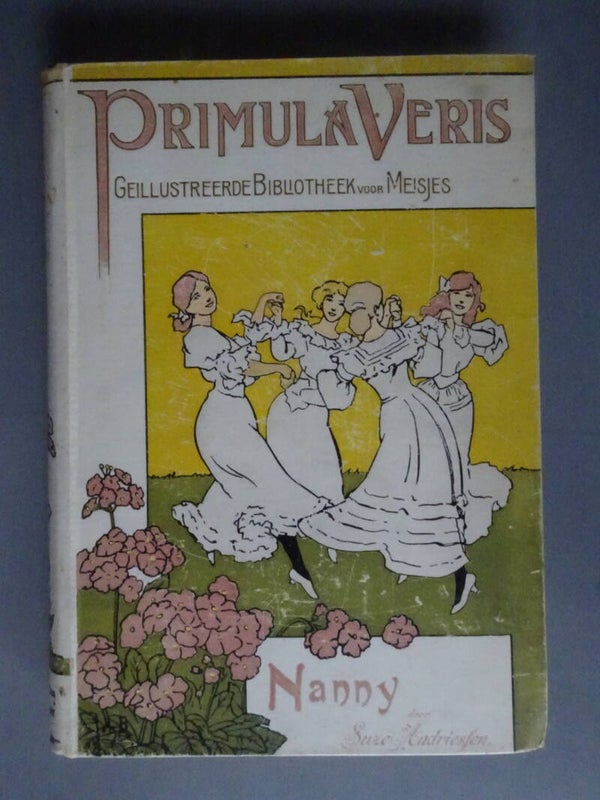 PRIMULA VERIS
GEILLUSTREERDE BIBLIOTHEEK VOOR MEISJES
Nanny
door
Suze Andriessen.